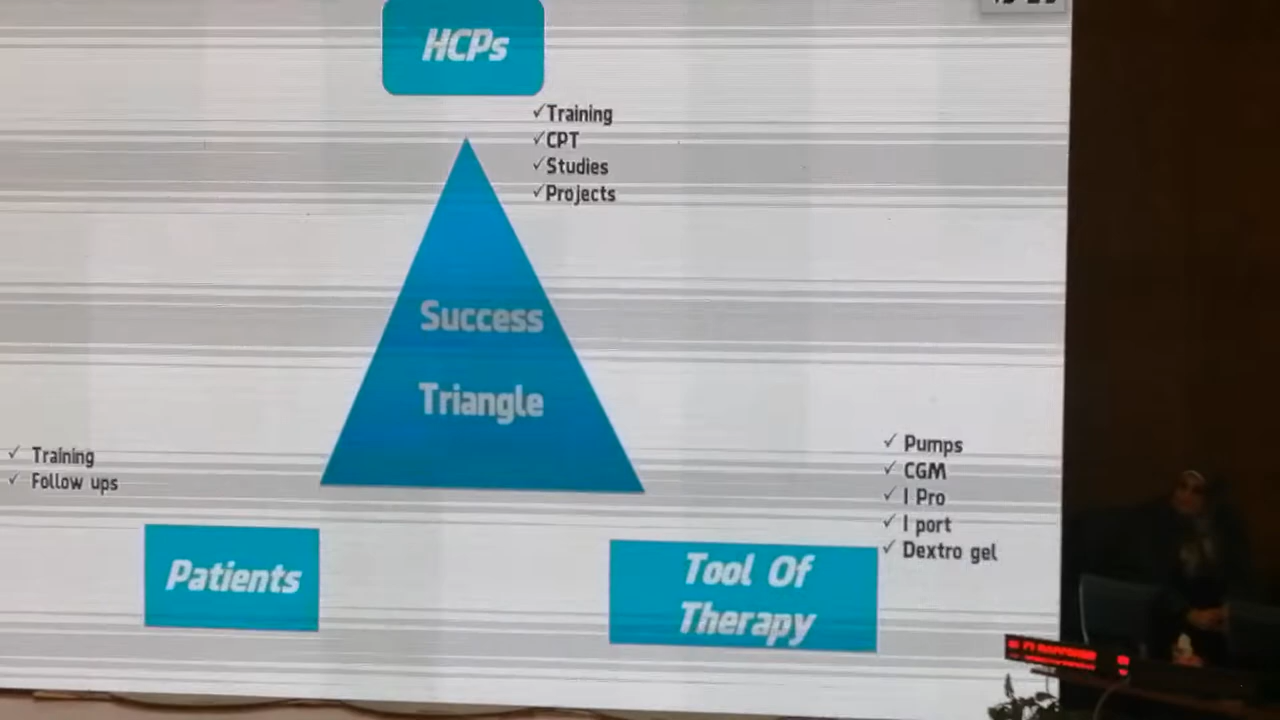 HCPs
✓Training
✓CPT
✓Studies
✓Projects
Success
Triangle
✓ Training
✓ Follow ups
✓ Pumps
✓ CGM
✓ I Pro
✓ I port
✓ Dextro gel
Patients
Tool Of
Therapy